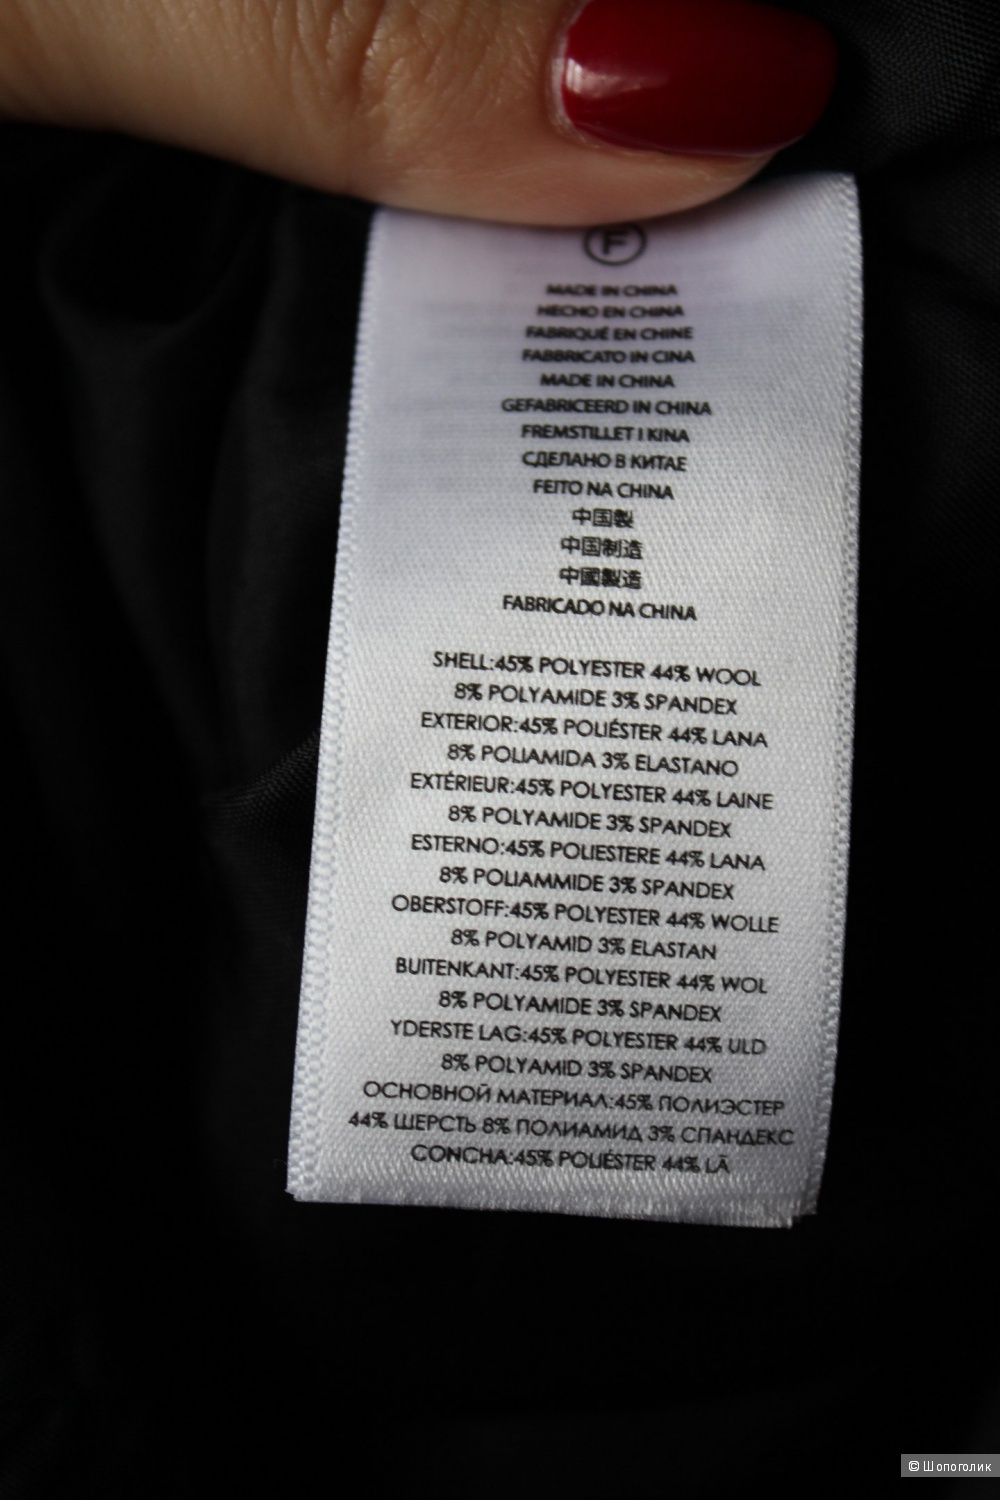 F
MADE IN CHINA
HECHO EN CHINA
FABRIQUÉ EN CHINE
FABBRICATO IN CINA
MADE IN CHINA
GEFABRICEERD IN CHINA
FREMSTILLET I KINA
СДЕЛАНО В КИТАЕ
FEITO NA CHINA
中国製
中国制造
中國製造
FABRICADO NA CHINA
SHELL:45% POLYESTER 44% WOOL
8% POLYAMIDE 3% SPANDEX
EXTERIOR:45% POLIÉSTER 44% LANA
8% POLIAMIDA 3% ELASTANO
EXTÉRIEUR:45% POLYESTER 44% LAINE
8% POLYAMIDE 3% SPANDEX
ESTERNO:45% POLIESTERE 44% LANA
8% POLIAMMIDE 3% SPANDEX
OBERSTOFF:45% POLYESTER 44% WOLLE
8% POLYAMID 3% ELASTAN
BUITENKANT:45% POLYESTER 44% WOL
8% POLYAMIDE 3% SPANDEX
YDERSTE LAG:45% POLYESTER 44% ULD
8% POLYAMID 3% SPANDEX
ОСНОВНОЙ МАТЕРИАЛ:45% ПОЛИЭСТЕР
44% ШЕРСТЬ 8% ПОЛИАМИД 3% СПАНДЕКС
CONCHA:45% POLIÉSTER 44% LÃ
© Шопоголик